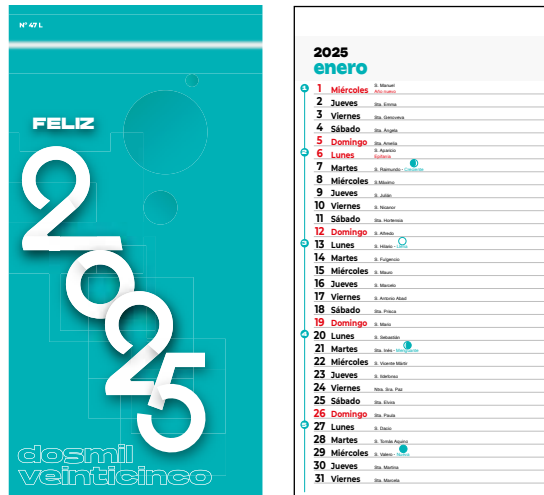 Nº 47 L
FELIZ
2025
dosmil
veinticinco
2025
enero
1 1 Miércoles S. Manuel
Año nuevo
2 Jueves Sta. Emma
3 Viernes Sta. Genoveva
4 Sábado Sta. Ángela
5 Domingo Sta. Amelia
2 6 Lunes S. Aparicio
Epifanía
7 Martes S. Raimundo - Creciente
8 Miércoles S Máximo
9 Jueves S. Julián
10 Viernes S. Nicanor
11 Sábado Sta. Hortensia
12 Domingo S. Alfredo
3 13 Lunes S. Hilario - Llena
14 Martes S. Fulgencio
15 Miércoles S. Mauro
16 Jueves S. Marcelo
17 Viernes S. Antonio Abad
18 Sábado Sta. Prisca
19 Domingo S. Mario
4 20 Lunes S. Sebastián
21 Martes Sta. Inés - Menguante
22 Miércoles S. Vicente Mártir
23 Jueves S. Ildefonso
24 Viernes Ntra. Sra. Paz
25 Sábado Sta. Elvira
26 Domingo Sta. Paula
5 27 Lunes S. Dacio
28 Martes S. Tomás Aquino
29 Miércoles S. Valero - Nueva
30 Jueves Sta. Martina
31 Viernes Sta. Marcela